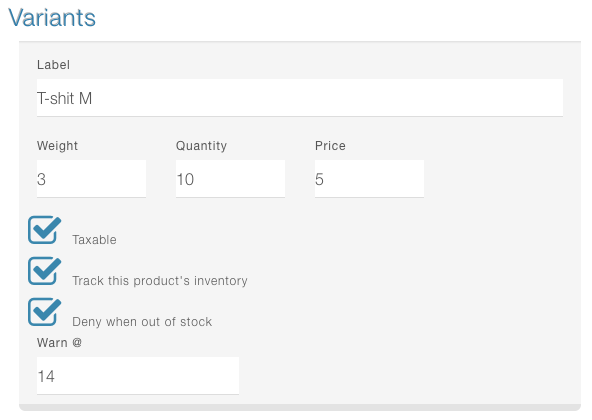 Variants
Label
T-shit M
Weight Quantity Price
3 10 5
Taxable
Track this product's inventory
Deny when out of stock
Warn @
14